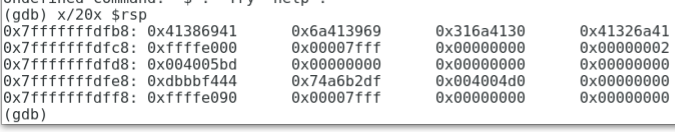 (gdb) x/20x $rsp
0x7fffffffdfb8: 0x41386941 0x6a413969 0x316a4130 0x41326a41
0x7fffffffdfc8: 0xffffe000 0x00007fff 0x00000000 0x00000002
0x7fffffffdfd8: 0x004005bd 0x00000000 0x00000000 0x00000000
0x7fffffffdfe8: 0xdbbbf444 0x74a6b2df 0x004004d0 0x00000000
0x7fffffffdff8: 0xffffe090 0x00007fff 0x00000000 0x00000000
(gdb)